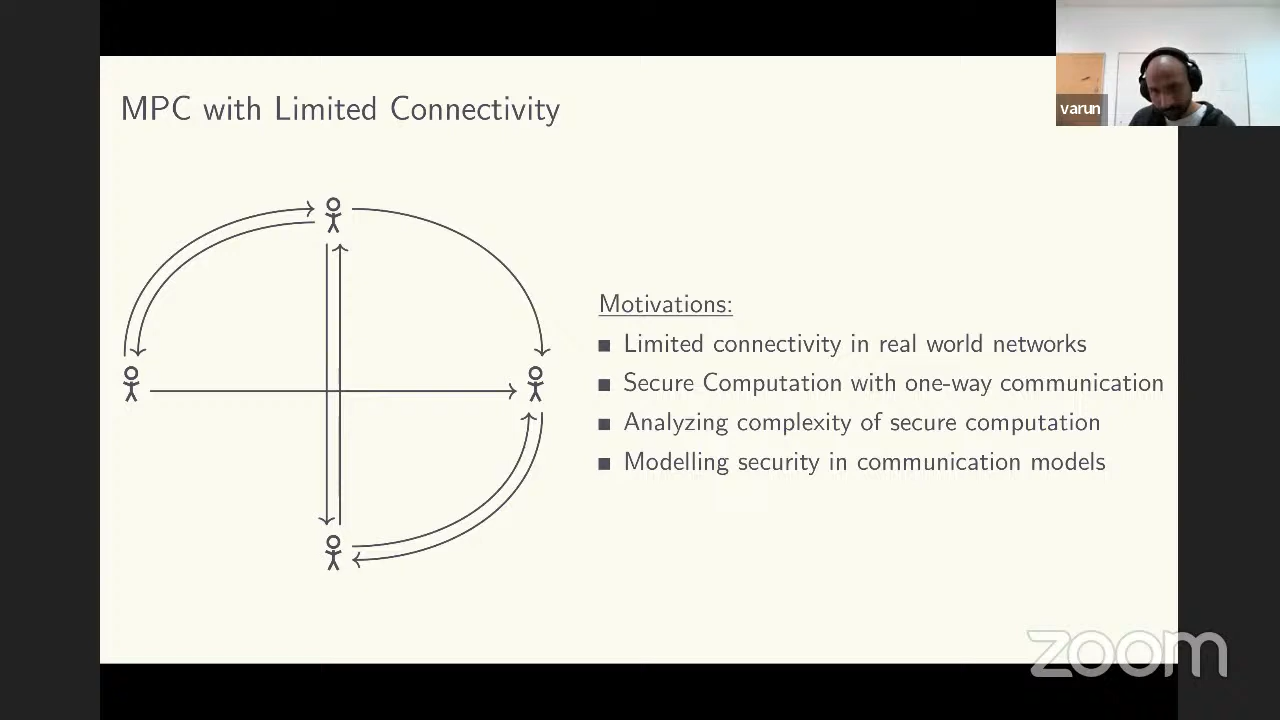 MPC with Limited Connectivity
varun
Motivations:
■ Limited connectivity in real world networks
■ Secure Computation with one-way communication
■ Analyzing complexity of secure computation
■ Modelling security in communication models
zoom